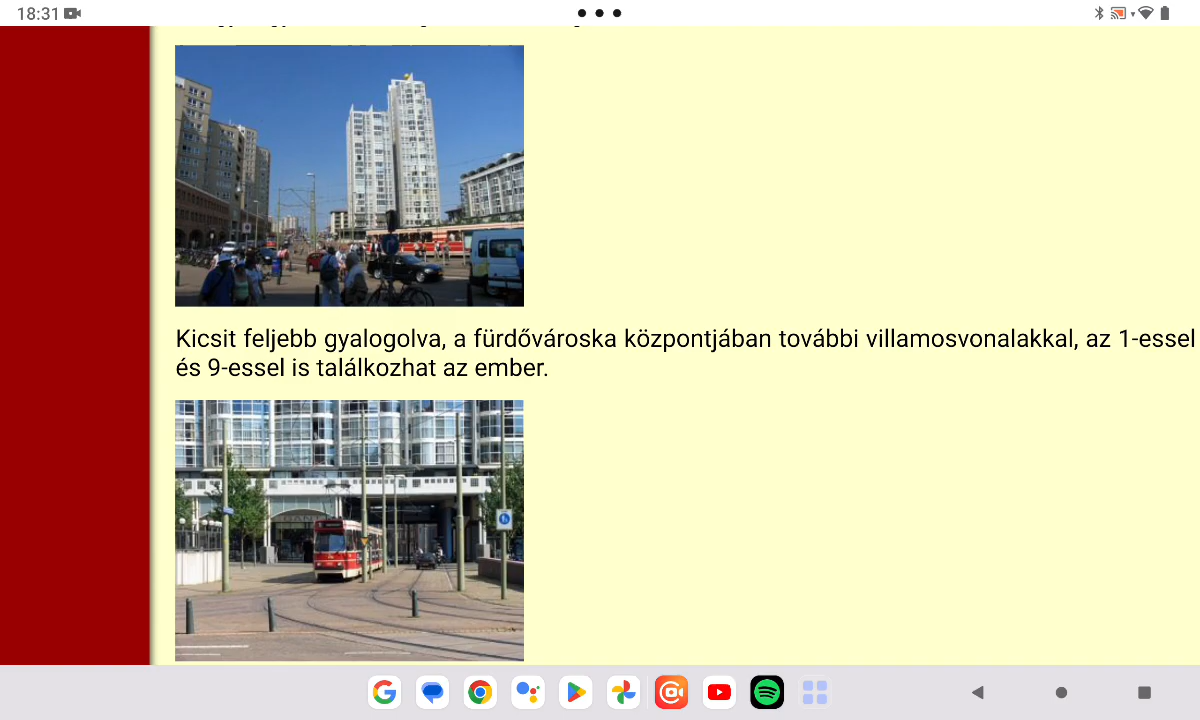 18:31
Kicsit feljebb gyalogolva, a fürdővároska központjában további villamosvonalakkal, az 1-essel
és 9-essel is találkozhat az ember.